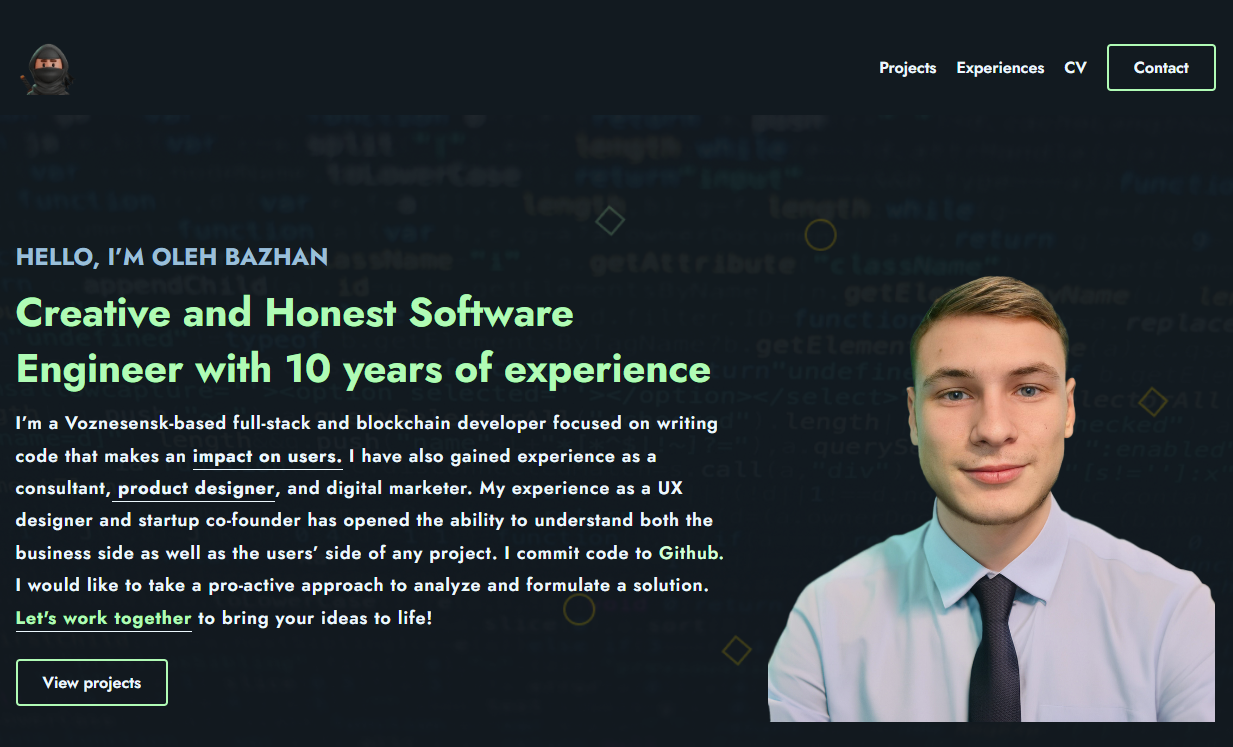 Projects Experiences CV Contact
HELLO, I’M OLEH BAZHAN
Creative and Honest Software
Engineer with 10 years of experience
I’m a Voznesensk-based full-stack and blockchain developer focused on writing
code that makes an impact on users. I have also gained experience as a
consultant, product designer, and digital marketer. My experience as a UX
designer and startup co-founder has opened the ability to understand both the
business side as well as the users’ side of any project. I commit code to Github.
I would like to take a pro-active approach to analyze and formulate a solution.
Let’s work together to bring your ideas to life!
View projects